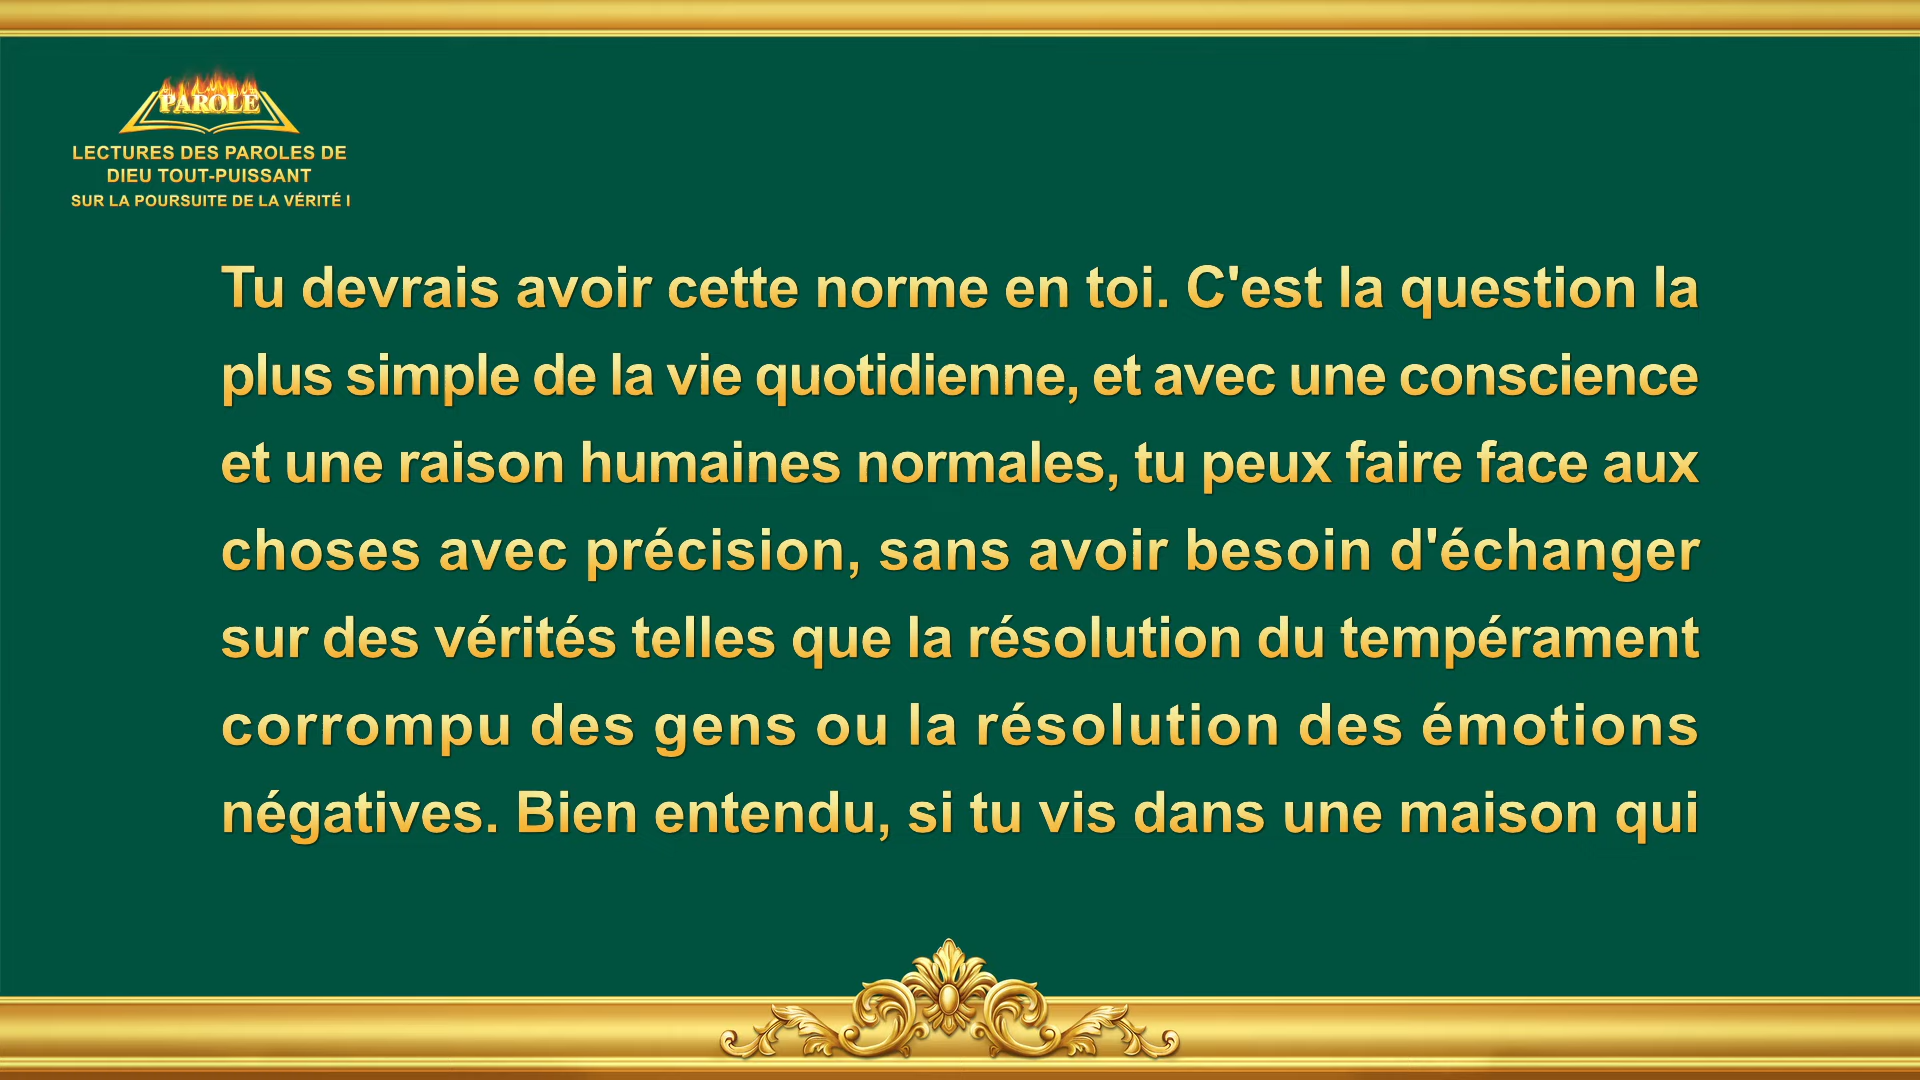 PAROLE
LECTURES DES PAROLES DE
DIEU TOUT-PUISSANT
SUR LA POURSUITE DE LA VÉRITÉ I
Tu devrais avoir cette norme en toi. C'est la question la
plus simple de la vie quotidienne, et avec une conscience
et une raison humaines normales, tu peux faire face aux
choses avec précision, sans avoir besoin d'échanger
sur des vérités telles que la résolution du tempérament
corrompu des gens ou la résolution des émotions
négatives. Bien entendu, si tu vis dans une maison qui